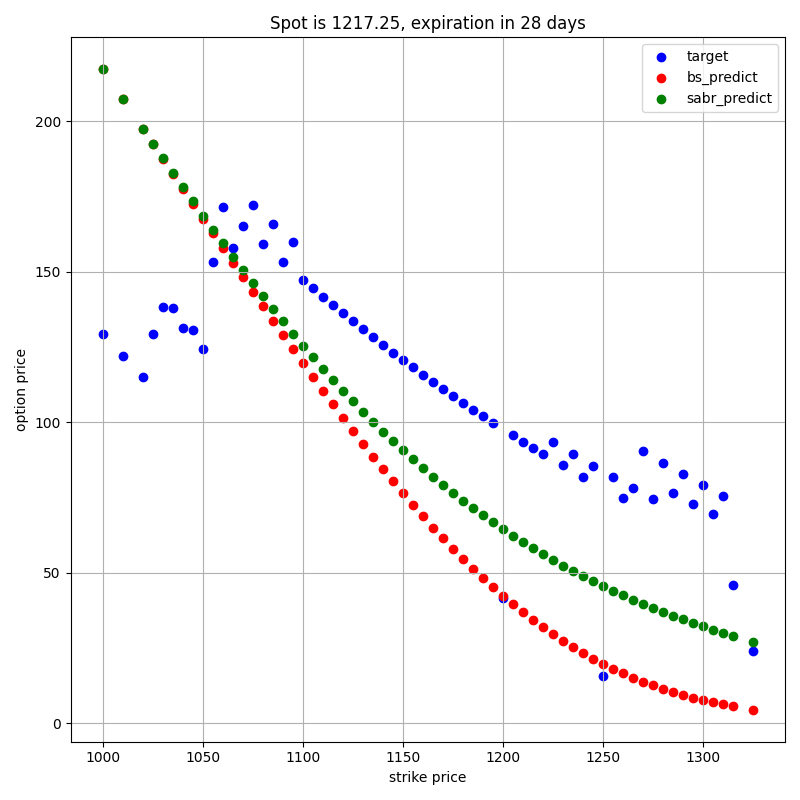 Spot is 1217.25, expiration in 28 days
target
bs_predict
sabr_predict
option price
200
150
100
50
0
1000 1050 1100 1150 1200 1250 1300
strike price